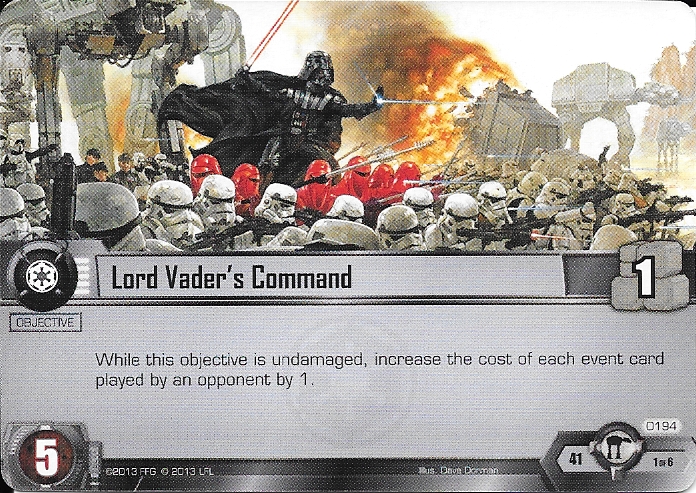 Lord Vader's Command
1
OBJECTIVE
While this objective is undamaged, increase the cost of each event card
played by an opponent by 1.
5
©2013 FFG © 2013 LFL
Illus. Dave Dorman
0194
41
1 OF 6